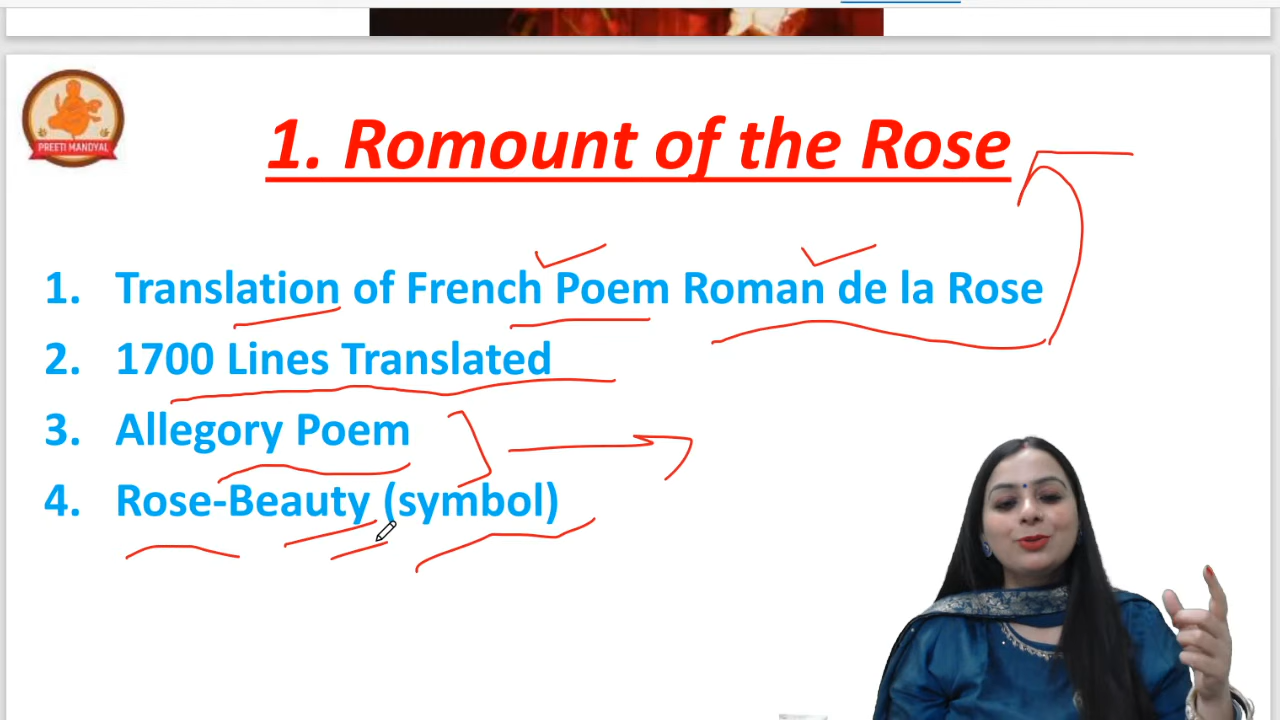 PREETI MANDYAL
1. Romount of the Rose
1. Translation of French Poem Roman de la Rose
2. 1700 Lines Translated
3. Allegory Poem
4. Rose-Beauty (symbol)